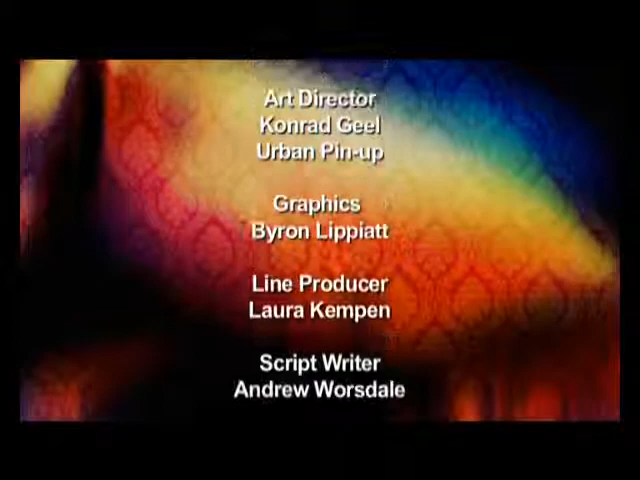 Art Director
Konrad Geel
Urban Pin-up
Graphics
Byron Lippiatt
Line Producer
Laura Kempen
Script Writer
Andrew Worsdale